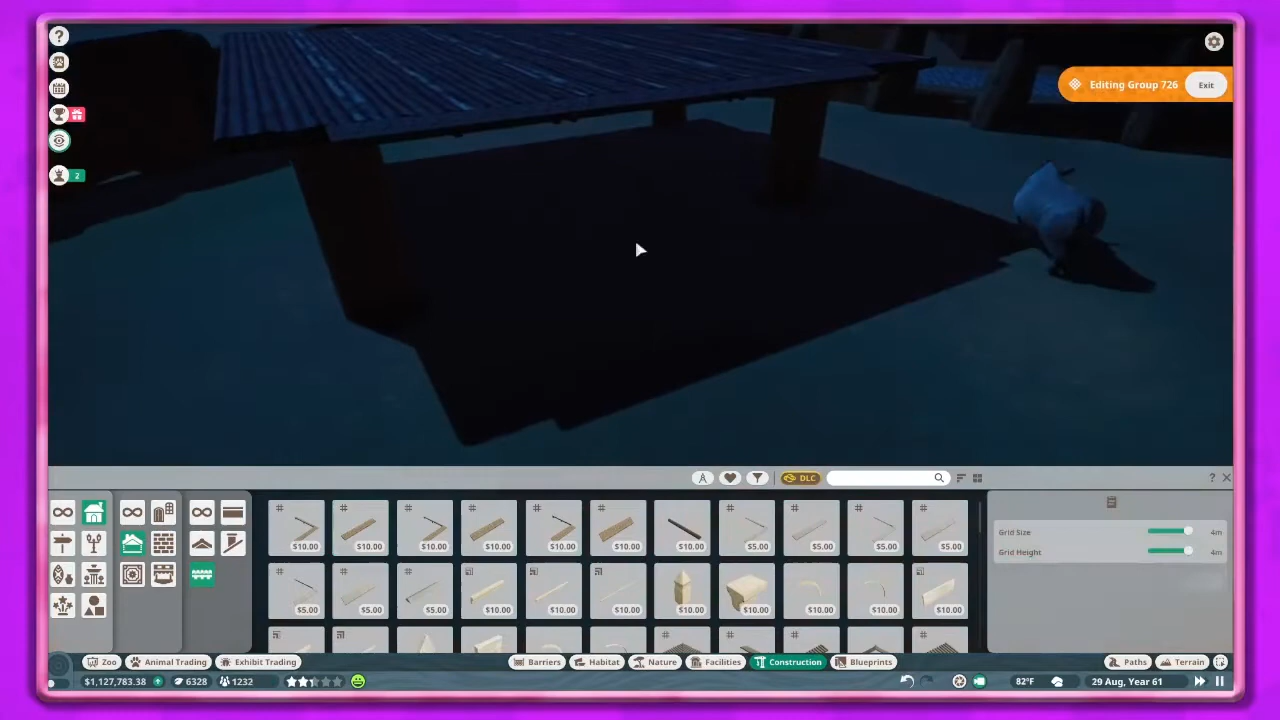 Editing Group 726
Exit
2
DLC
$10.00 $10.00 $10.00 $10.00 $10.00 $10.00 $10.00 $5.00 $5.00 $5.00 $5.00
$5.00 $5.00 $5.00 $10.00 $10.00 $10.00 $10.00 $10.00 $10.00 $10.00 $10.00
Grid Size 4m
Grid Height 4m
Zoo Animal Trading Exhibit Trading Barriers Habitat Nature Facilities Construction Blueprints Paths Terrain
$1,127,783.38 6328 1232 82°F 29 Aug, Year 61